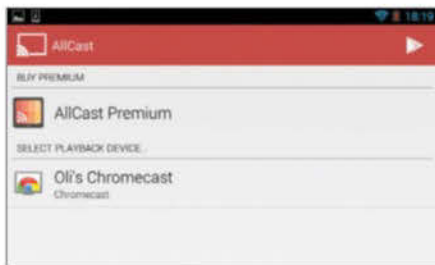 18:19
AllCast
BUY PREMIUM
AllCast Premium
SELECT PLAYBACK DEVICE
Oli's Chromecast
Chromecast